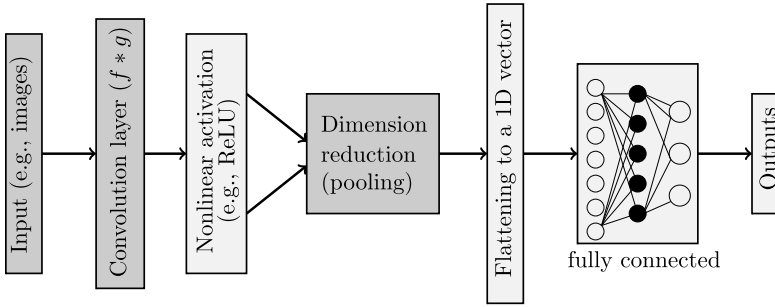 Input (e.g., images)
Convolution layer (f ∗ g)
Nonlinear activation
(e.g., ReLU)
Dimension
reduction
(pooling)
Flattening to a 1D vector
fully connected
Outputs